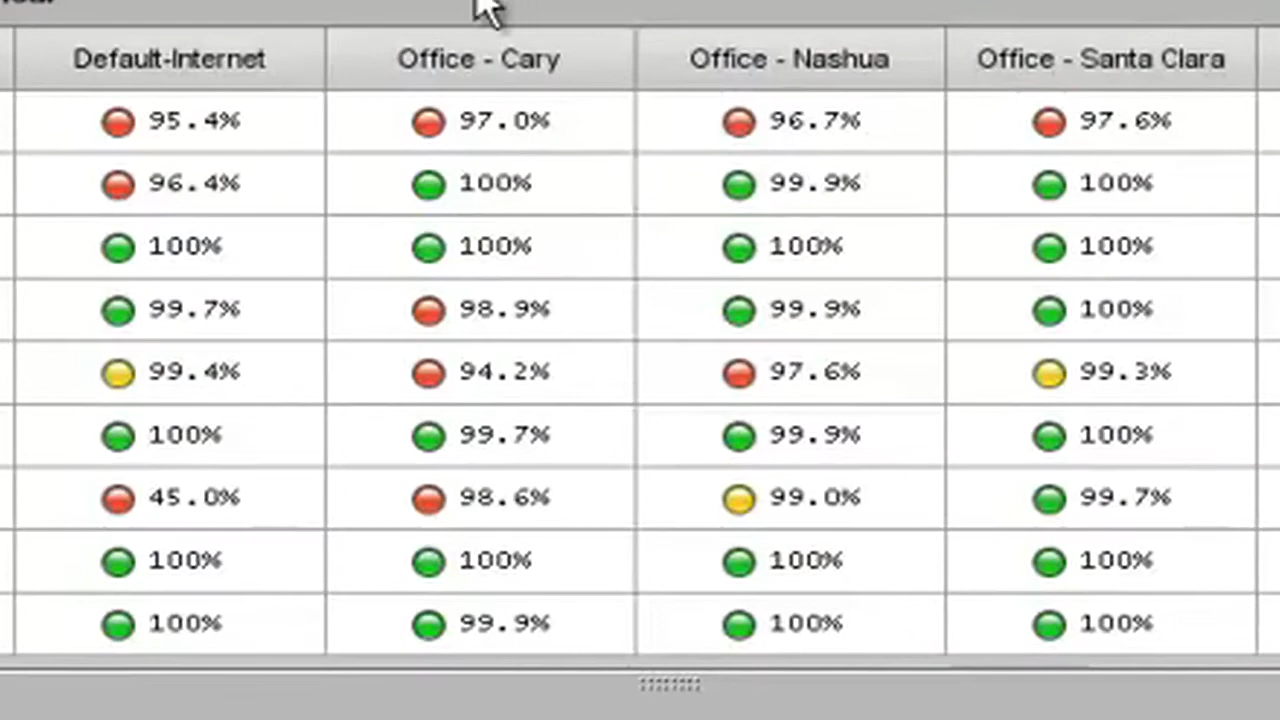 Default-Internet Office - Cary Office - Nashua Office - Santa Clara
95.4% 97.0% 96.7% 97.6%
96.4% 100% 99.9% 100%
100% 100% 100% 100%
99.7% 98.9% 99.9% 100%
99.4% 94.2% 97.6% 99.3%
100% 99.7% 99.9% 100%
45.0% 98.6% 99.0% 99.7%
100% 100% 100% 100%
100% 99.9% 100% 100%